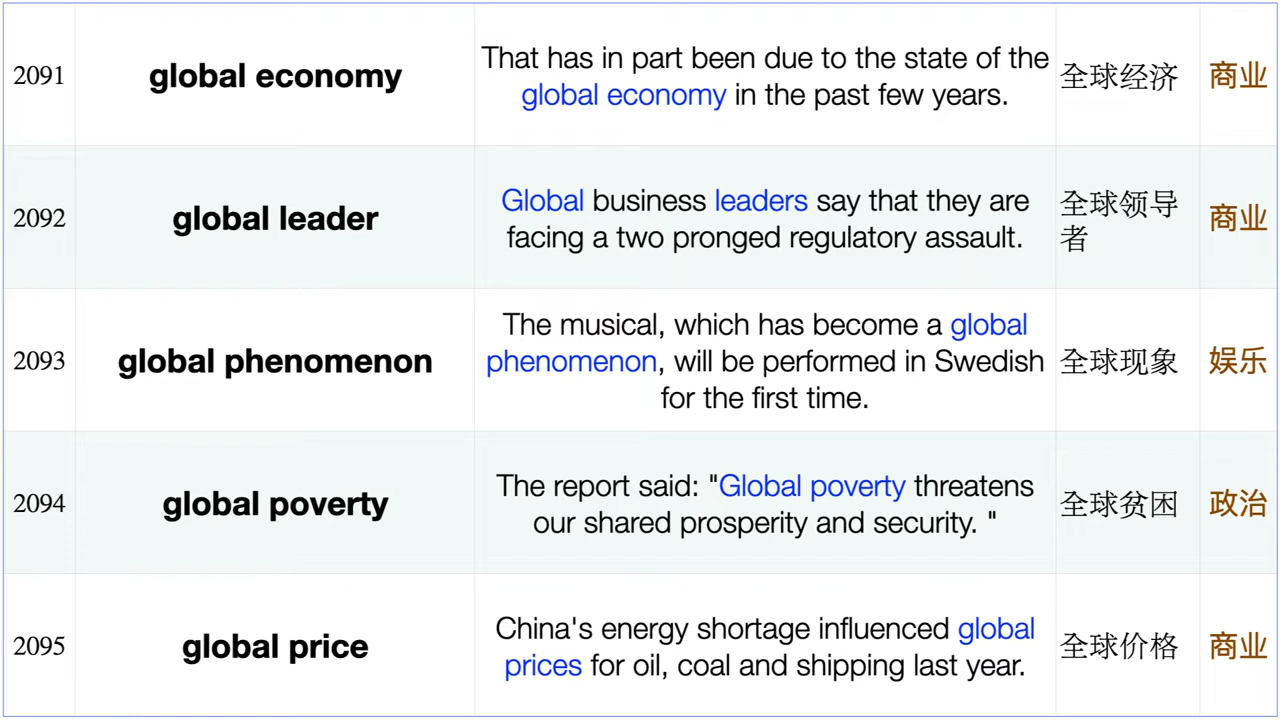 2091
global economy
That has in part been due to the state of the
global economy in the past few years.
全球经济
商业
2092
global leader
Global business leaders say that they are
facing a two pronged regulatory assault.
全球领导
者
商业
2093
global phenomenon
The musical, which has become a global
phenomenon, will be performed in Swedish
for the first time.
全球现象
娱乐
2094
global poverty
The report said: "Global poverty threatens
our shared prosperity and security. "
全球贫困
政治
2095
global price
China's energy shortage influenced global
prices for oil, coal and shipping last year.
全球价格
商业